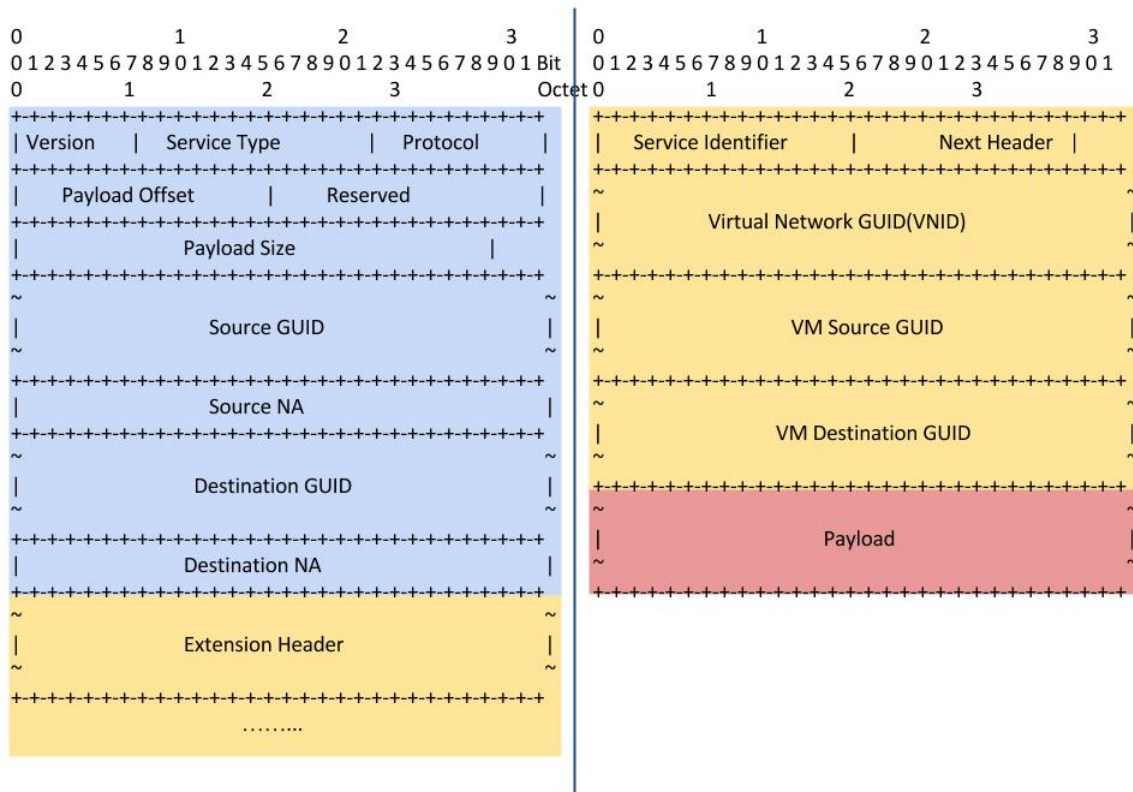 0 1 2 3
0 1 2 3 4 5 6 7 8 9 0 1 2 3 4 5 6 7 8 9 0 1 2 3 4 5 6 7 8 9 0 1 Bit
0 1 2 3 Octet
+-+-+-+-+-+-+-+-+-+-+-+-+-+-+-+-+-+-+-+-+-+-+-+-+-+-+-+-+-+-+
|Version | Service Type | Protocol |
+-+-+-+-+-+-+-+-+-+-+-+-+-+-+-+-+-+-+-+-+-+-+-+-+-+-+-+-+-+-+
| Payload Offset | Reserved |
+-+-+-+-+-+-+-+-+-+-+-+-+-+-+-+-+-+-+-+-+-+-+-+-+-+-+-+-+-+-+
| Payload Size |
+-+-+-+-+-+-+-+-+-+-+-+-+-+-+-+-+-+-+-+-+-+-+-+-+-+-+-+-+-+-+
~ ~
| Source GUID |
~ ~
+-+-+-+-+-+-+-+-+-+-+-+-+-+-+-+-+-+-+-+-+-+-+-+-+-+-+-+-+-+-+
| Source NA |
+-+-+-+-+-+-+-+-+-+-+-+-+-+-+-+-+-+-+-+-+-+-+-+-+-+-+-+-+-+-+
~ ~
| Destination GUID |
~ ~
+-+-+-+-+-+-+-+-+-+-+-+-+-+-+-+-+-+-+-+-+-+-+-+-+-+-+-+-+-+-+
| Destination NA |
+-+-+-+-+-+-+-+-+-+-+-+-+-+-+-+-+-+-+-+-+-+-+-+-+-+-+-+-+-+-+
~ ~
| Extension Header |
~ ~
+-+-+-+-+-+-+-+-+-+-+-+-+-+-+-+-+-+-+-+-+-+-+-+-+-+-+-+-+-+-+
.........
0 1 2 3
0 1 2 3 4 5 6 7 8 9 0 1 2 3 4 5 6 7 8 9 0 1 2 3 4 5 6 7 8 9 0 1
0 1 2 3
+-+-+-+-+-+-+-+-+-+-+-+-+-+-+-+-+-+-+-+-+-+-+-+-+-+-+-+-+-+-+
| Service Identifier | Next Header |
+-+-+-+-+-+-+-+-+-+-+-+-+-+-+-+-+-+-+-+-+-+-+-+-+-+-+-+-+-+-+
~ ~
| Virtual Network GUID(VNID) |
~ ~
+-+-+-+-+-+-+-+-+-+-+-+-+-+-+-+-+-+-+-+-+-+-+-+-+-+-+-+-+-+-+
~ ~
| VM Source GUID |
~ ~
+-+-+-+-+-+-+-+-+-+-+-+-+-+-+-+-+-+-+-+-+-+-+-+-+-+-+-+-+-+-+
~ ~
| VM Destination GUID |
~ ~
+-+-+-+-+-+-+-+-+-+-+-+-+-+-+-+-+-+-+-+-+-+-+-+-+-+-+-+-+-+-+
~ ~
| Payload |
~ ~
+-+-+-+-+-+-+-+-+-+-+-+-+-+-+-+-+-+-+-+-+-+-+-+-+-+-+-+-+-+-+